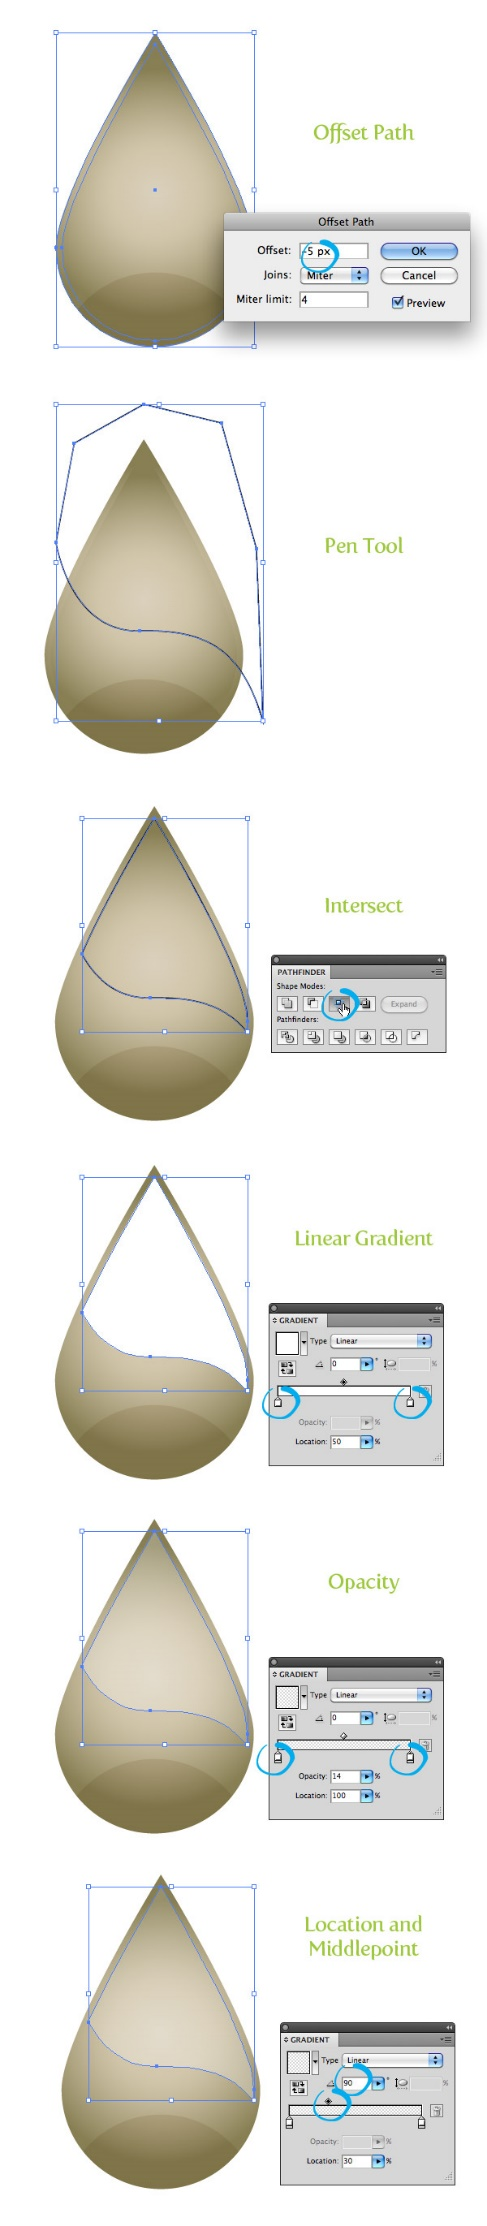 Offset Path
Offset Path
Offset: -5 px OK
Joins: Miter Cancel
Miter limit: 4 Preview
Pen Tool
Intersect
PATHFINDER
Shape Modes:
Expand
Pathfinders:
Linear Gradient
GRADIENT
Type Linear
0 ° %
Opacity: %
Location: 50 %
Opacity
GRADIENT
Type Linear
0 ° %
Opacity: 14 %
Location: 100 %
Location and
Middlepoint
GRADIENT
Type Linear
90 ° %
Opacity: %
Location: 30 %